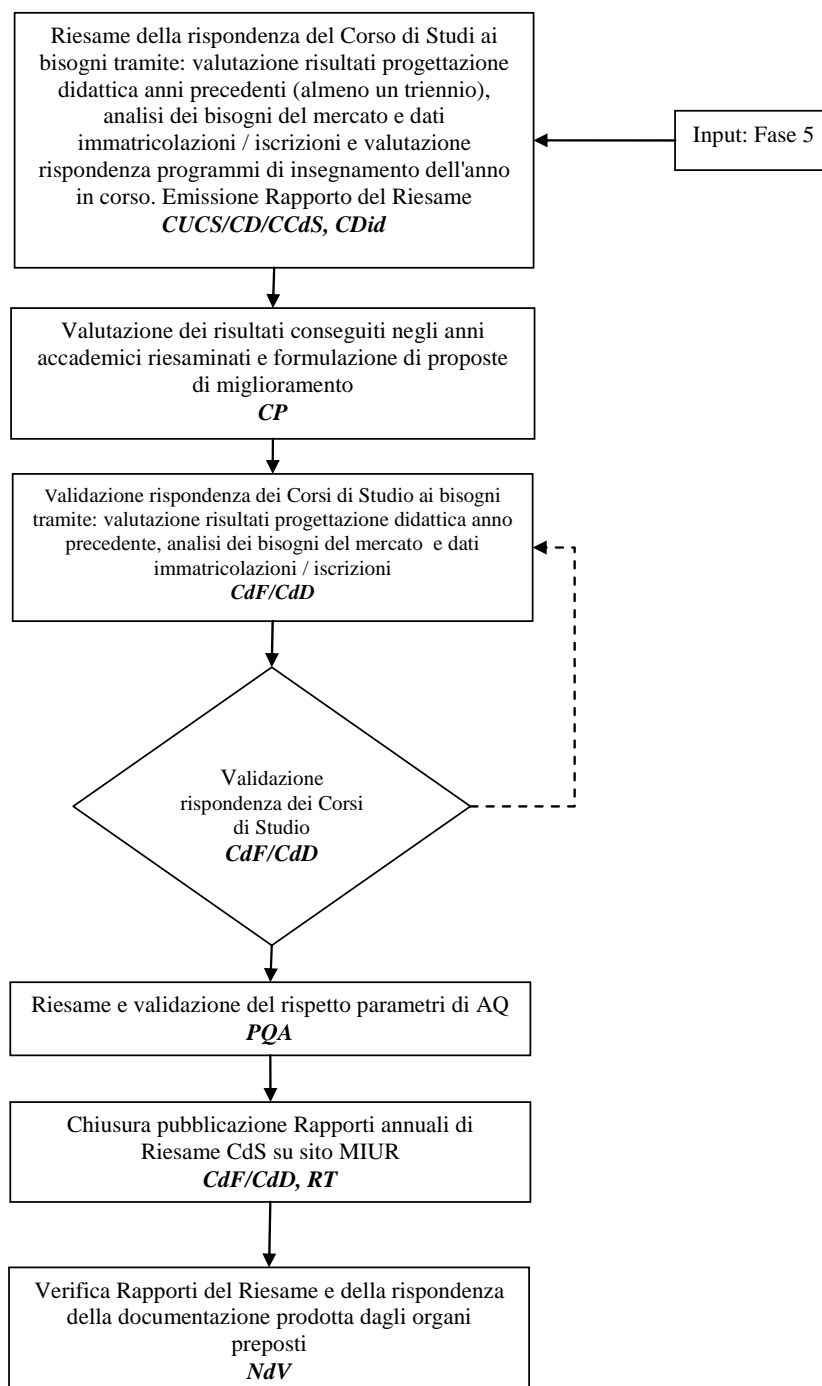 Riesame della rispondenza del Corso di Studi ai
bisogni tramite: valutazione risultati progettazione
didattica anni precedenti (almeno un triennio),
analisi dei bisogni del mercato e dati
immatricolazioni / iscrizioni e valutazione
rispondenza programmi di insegnamento dell'anno
in corso. Emissione Rapporto del Riesame
CUCS/CD/CCdS, CDid
Input: Fase 5
Valutazione dei risultati conseguiti negli anni
accademici riesaminati e formulazione di proposte
di miglioramento
CP
Validazione rispondenza dei Corsi di Studio ai bisogni
tramite: valutazione risultati progettazione didattica anno
precedente, analisi dei bisogni del mercato e dati
immatricolazioni / iscrizioni
CdF/CdD
Validazione
rispondenza dei Corsi
di Studio
CdF/CdD
Riesame e validazione del rispetto parametri di AQ
PQA
Chiusura pubblicazione Rapporti annuali di
Riesame CdS su sito MIUR
CdF/CdD, RT
Verifica Rapporti del Riesame e della rispondenza
della documentazione prodotta dagli organi
preposti
NdV